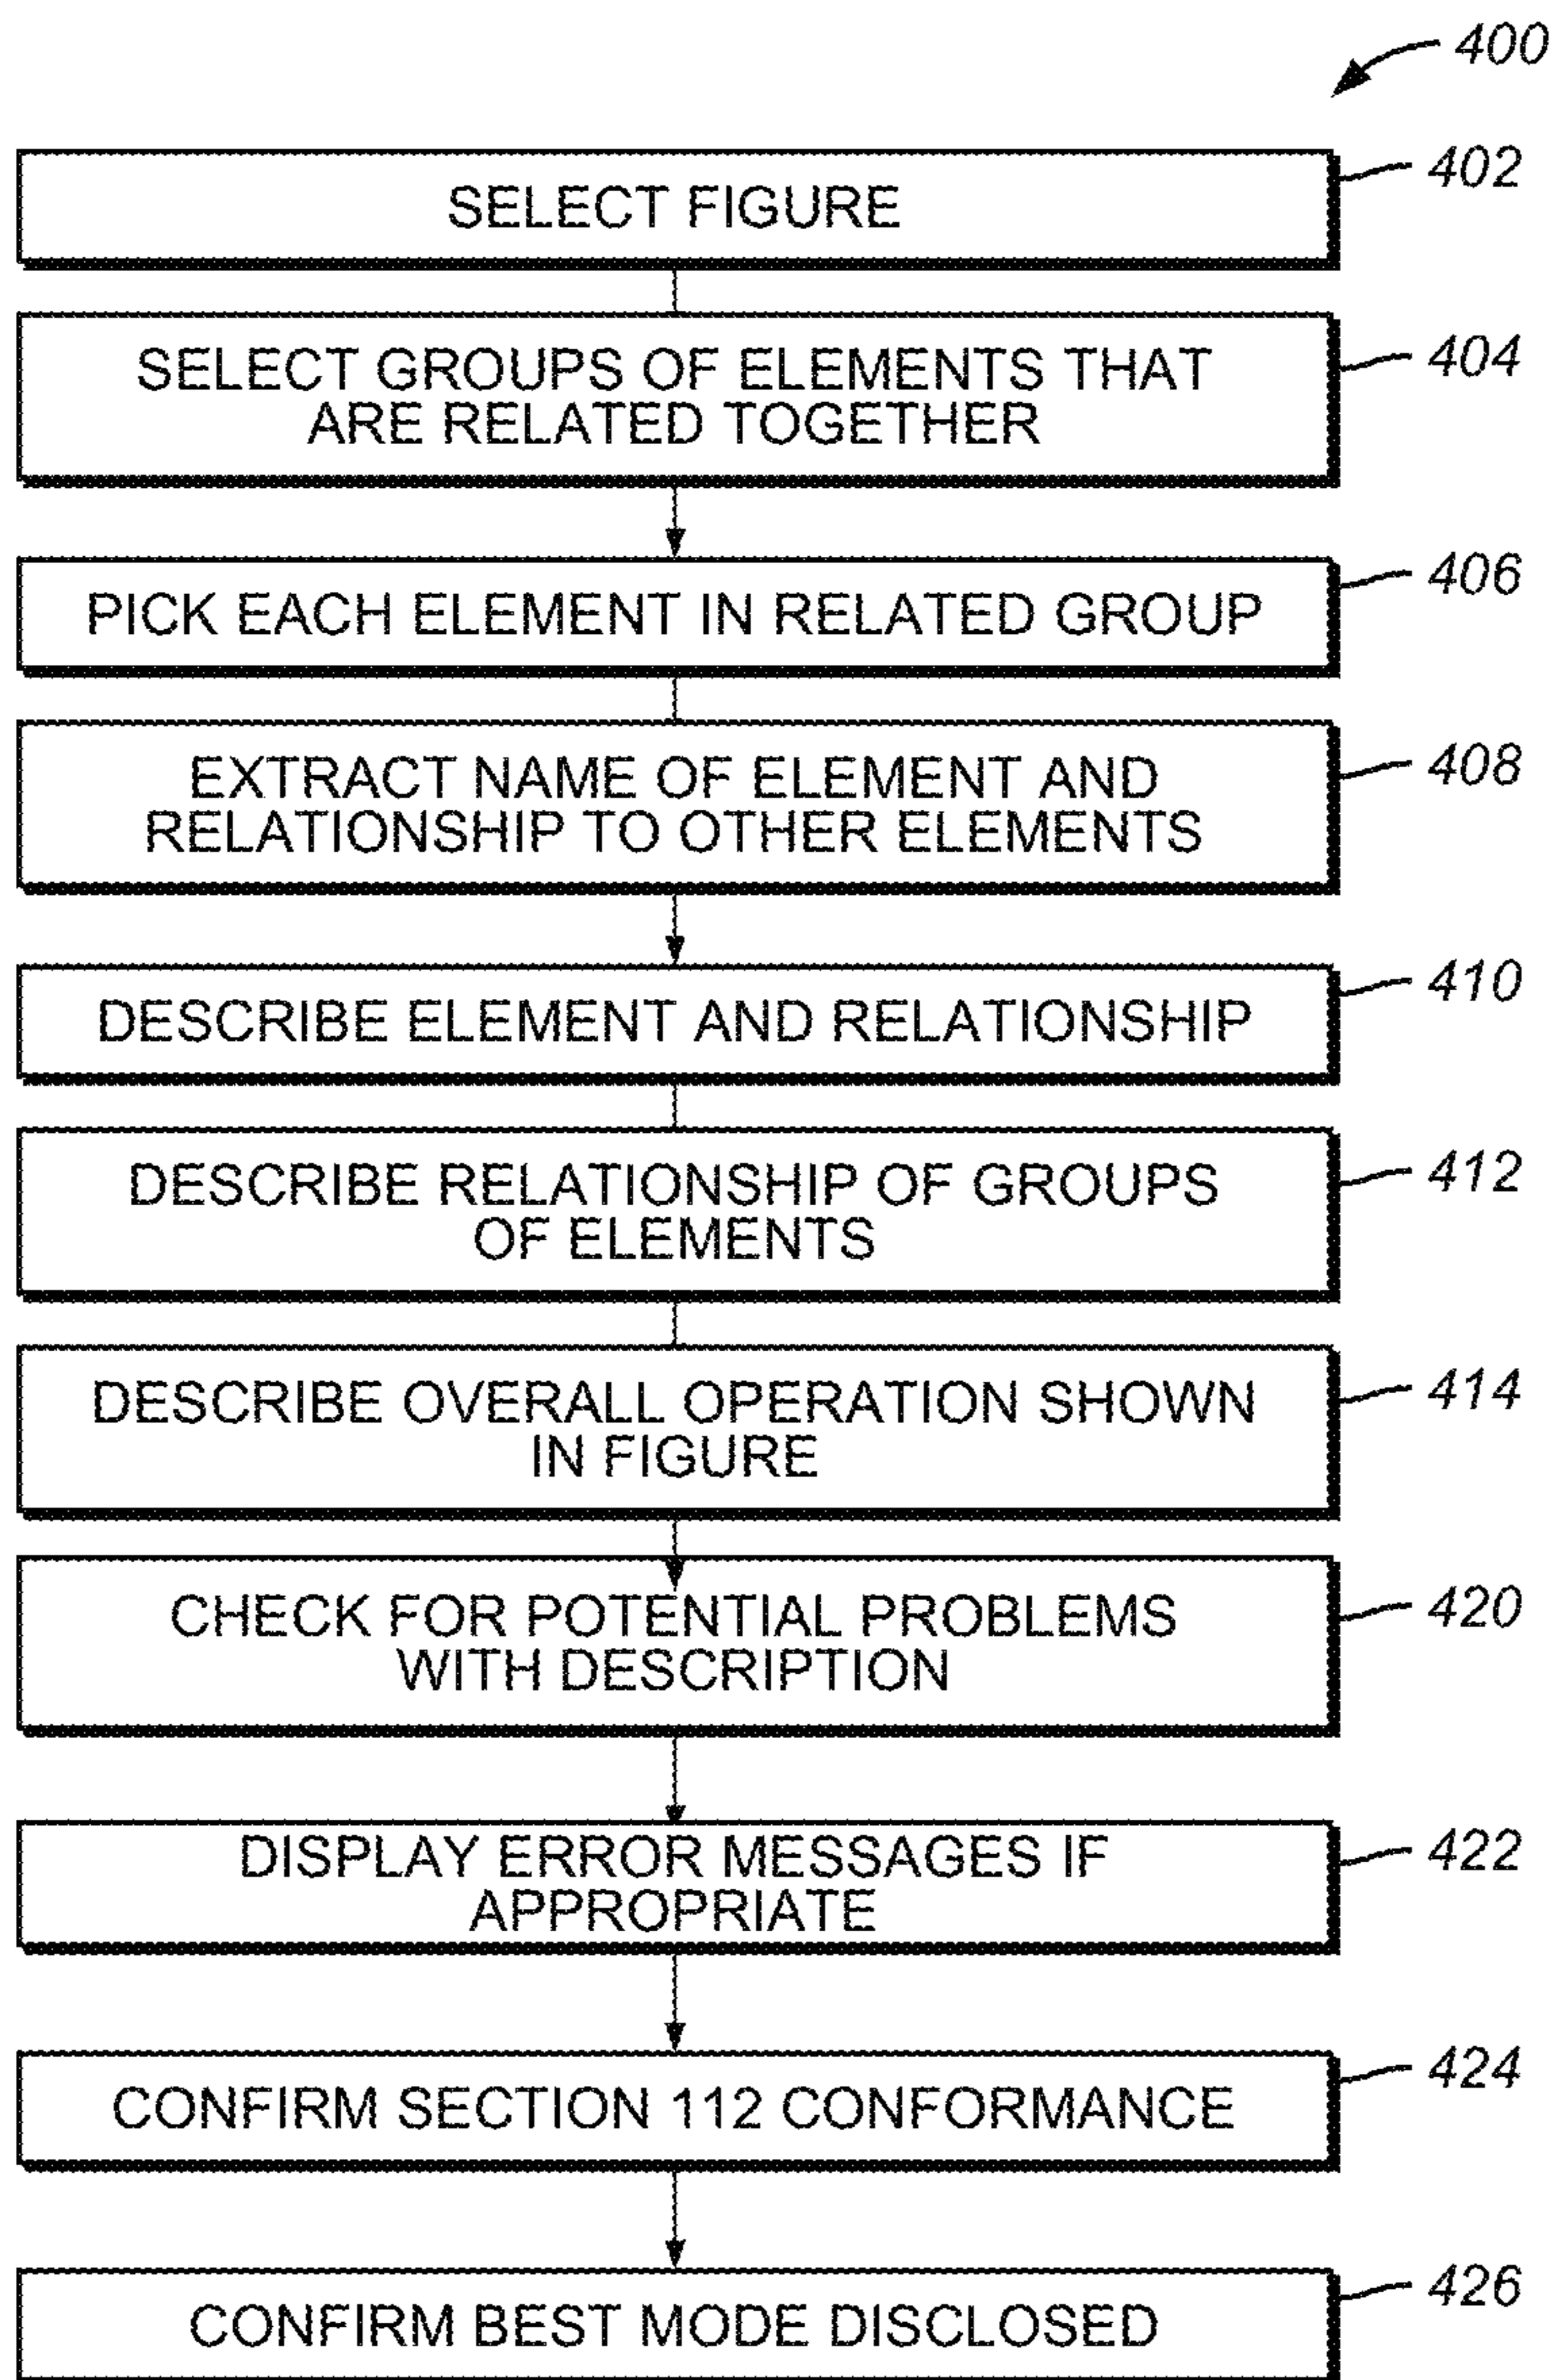 400
402
SELECT FIGURE
404
SELECT GROUPS OF ELEMENTS THAT
ARE RELATED TOGETHER
406
PICK EACH ELEMENT IN RELATED GROUP
408
EXTRACT NAME OF ELEMENT AND
RELATIONSHIP TO OTHER ELEMENTS
410
DESCRIBE ELEMENT AND RELATIONSHIP
412
DESCRIBE RELATIONSHIP OF GROUPS
OF ELEMENTS
414
DESCRIBE OVERALL OPERATION SHOWN
IN FIGURE
420
CHECK FOR POTENTIAL PROBLEMS
WITH DESCRIPTION
422
DISPLAY ERROR MESSAGES IF
APPROPRIATE
424
CONFIRM SECTION 112 CONFORMANCE
426
CONFIRM BEST MODE DISCLOSED